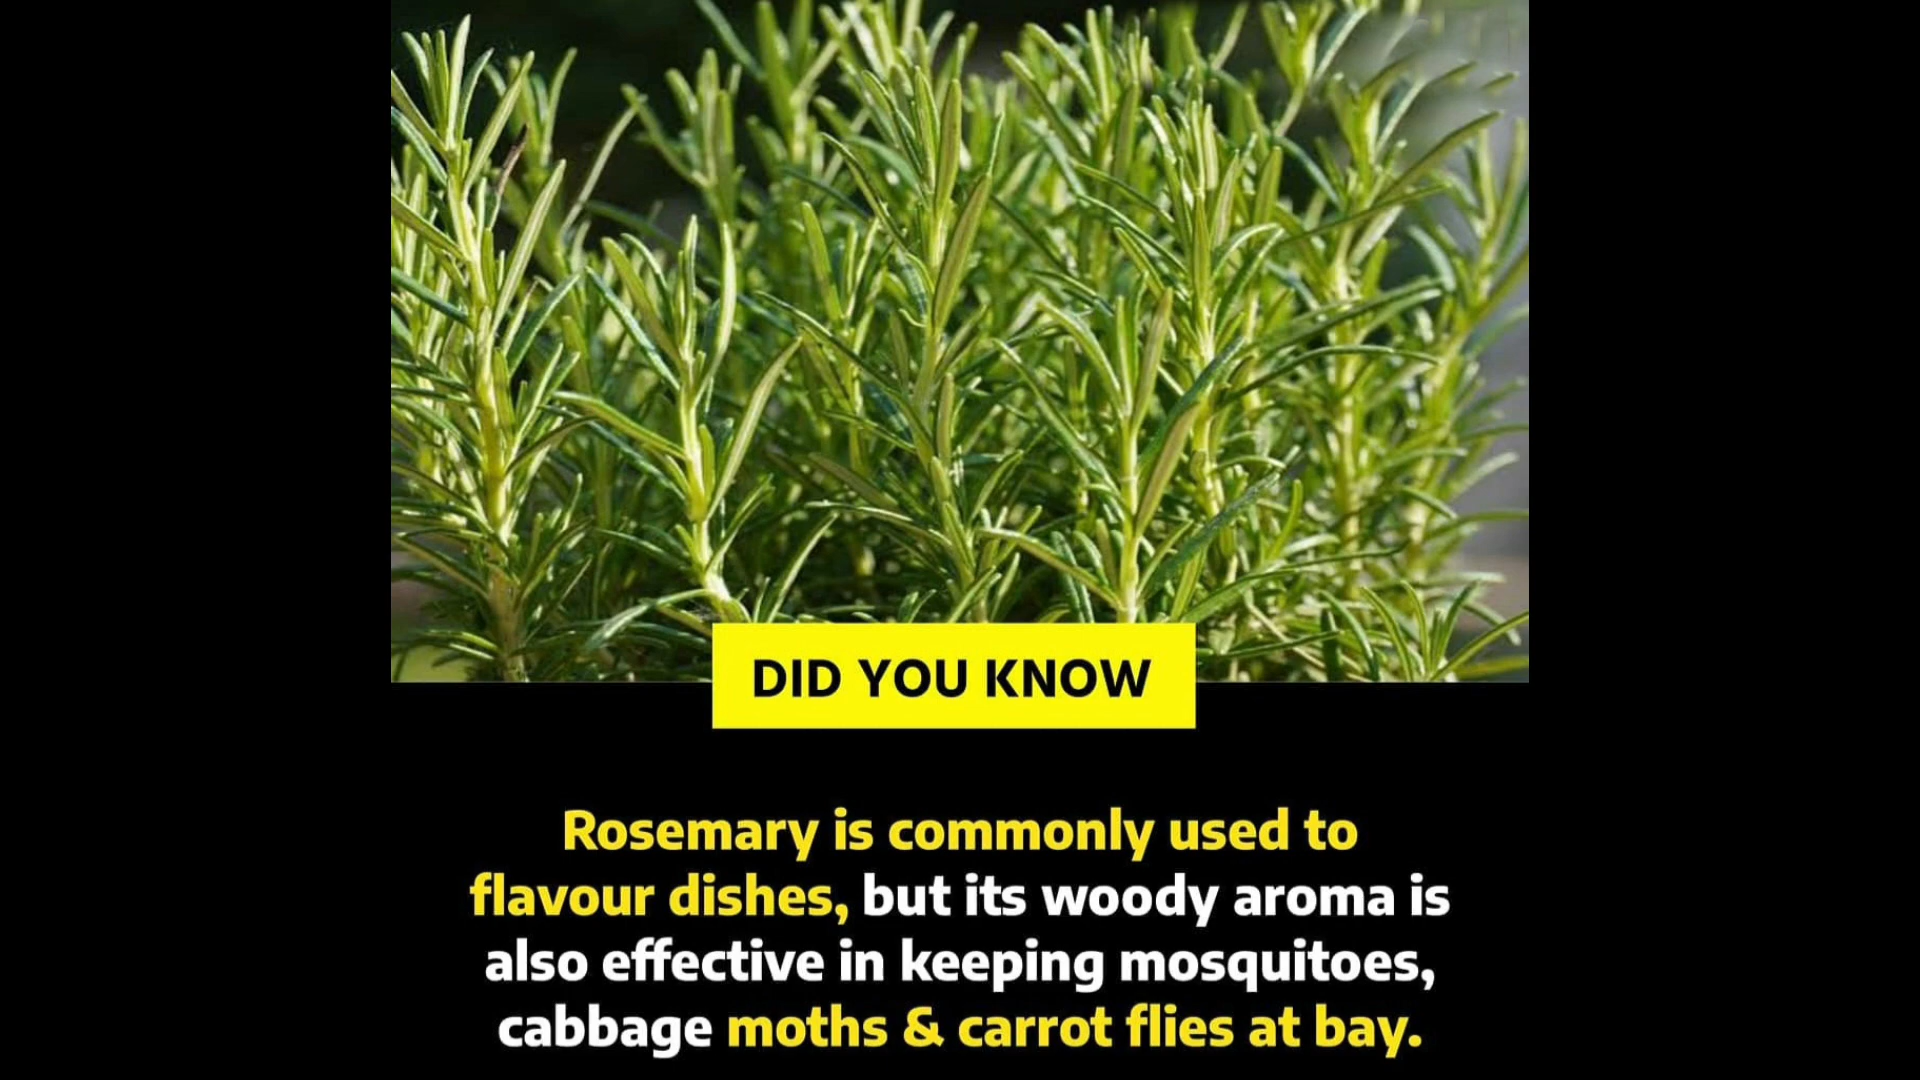 DID YOU KNOW
Rosemary is commonly used to
flavour dishes, but its woody aroma is
also effective in keeping mosquitoes,
cabbage moths & carrot flies at bay.